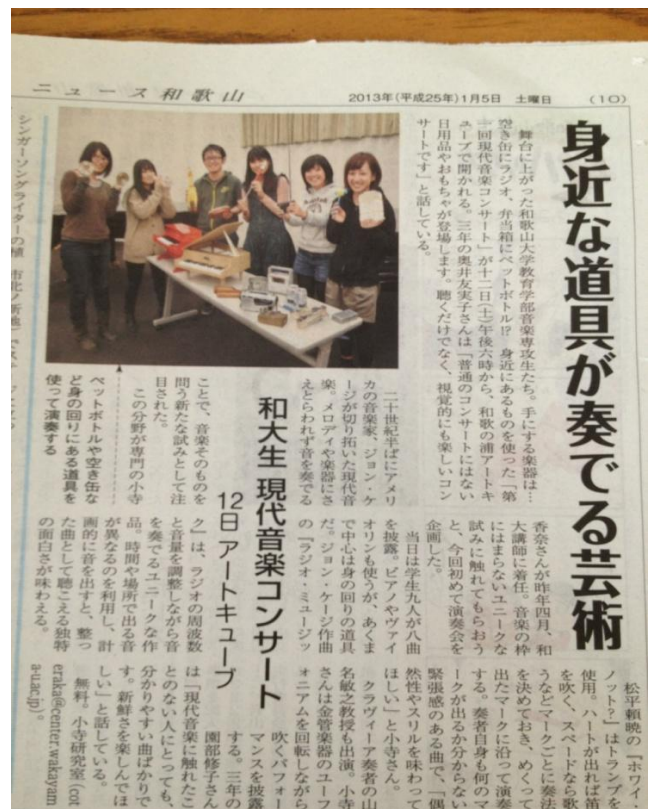 ニュース和歌山
2013年(平成25年)1月5日 土曜日 (10)
身近な道具が奏でる芸術
舞台に上がった和歌山大学教育学部音楽専攻生たち。手にする楽器は…
空き缶にラジオ、弁当箱にペットボトル!? 身近にあるものを使った「第
一回現代音楽コンサート」が十二日(土)午後六時から、和歌の浦アートキ
ューブで開かれる。三年の奥井友実子さんは「普通のコンサートにはない
日用品やおもちゃが登場します。聴くだけでなく、視覚的にも楽しいコン
サートです」と話している。
和大生 現代音楽コンサート
12日 アートキューブ
二十世紀半ばにアメリ
カの音楽家、ジョン・ケ
ージが切り拓いた現代音
楽。メロディや楽器にさ
えとらわれず音を奏でる
ことで、音楽そのものを
問う新たな試みとして注
目された。
この分野が専門の小寺
香奈さんが昨年四月、和
大講師に着任。音楽の枠
にはまらないユニークな
試みに触れてもらおう
と、今回初めて演奏会を
企画した。
当日は学生九人が八曲
を披露。ピアノやヴァイ
オリンも使うが、あくま
で中心は身の回りの道具
だ。ジョン・ケージ作曲
の『ラジオ・ミュージッ
ク』は、ラジオの周波数
と音量を調整しながら音
を奏でるユニークな作
品。時間や場所で出る音
が異なるのを利用し、計
画的に音を出すと、整っ
た曲として聴こえる独特
の面白さが味わえる。
松平頼暁の『ホワイ・
ノット?』はトランプを
使用。ハートが出れば笛
を吹く、スペードなら歌
うなどマークごとに奏法
を決めておき、めくって
出たマークに沿って演奏
する。奏者自身も何のマ
ークが出るか分からない
緊張感のある曲で、「偶
然性やスリルを味わって
ほしい」と小寺さん。
クラヴィーア奏者の山
名敏之教授も出演。小寺
さんは金管楽器のユーフ
ォニアムを回転しながら
吹くパフォー
マンスを披露
する。三年の
園部修子さん
は「現代音楽に触れたこ
とのない人にとっても、
分かりやすい曲ばかりで
す。新鮮さを楽しんでほ
しい」と話している。
無料。小寺研究室(cot
eraka@center.wakayam
a-u.ac.jp)。
ペットボトルや空き缶な
ど身の回りにある道具を
使って演奏する
シンガーソングライターの植